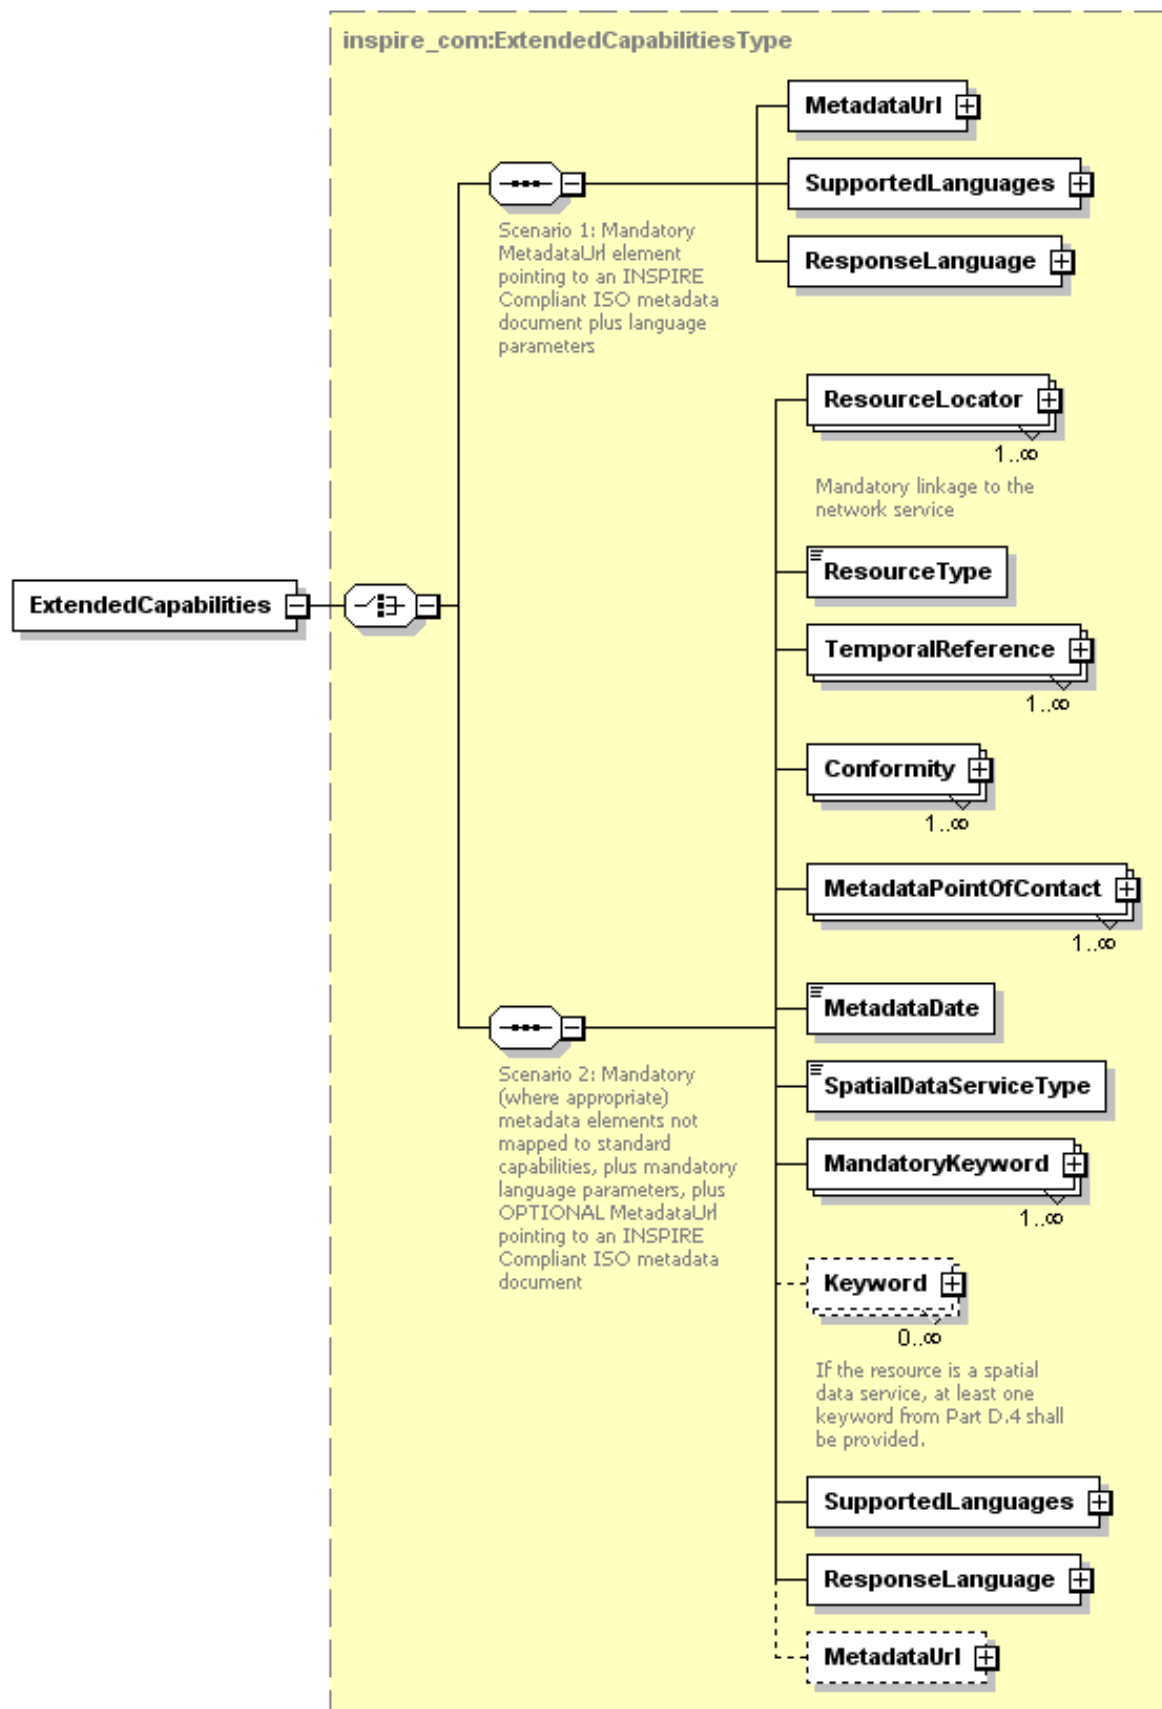 inspire_com:ExtendedCapabilitiesType
MetadataUrl
SupportedLanguages
ResponseLanguage
Scenario 1: Mandatory
MetadataUrl element
pointing to an INSPIRE
Compliant ISO metadata
document plus language
parameters
ResourceLocator
1..∞
Mandatory linkage to the
network service
ResourceType
ExtendedCapabilities
TemporalReference
1..∞
Conformity
1..∞
MetadataPointOfContact
1..∞
MetadataDate
Scenario 2: Mandatory
(where appropriate)
metadata elements not
mapped to standard
capabilities, plus mandatory
language parameters, plus
OPTIONAL MetadataUrl
pointing to an INSPIRE
Compliant ISO metadata
document
SpatialDataServiceType
MandatoryKeyword
1..∞
Keyword
0..∞
If the resource is a spatial
data service, at least one
keyword from Part D.4 shall
be provided.
SupportedLanguages
ResponseLanguage
MetadataUrl